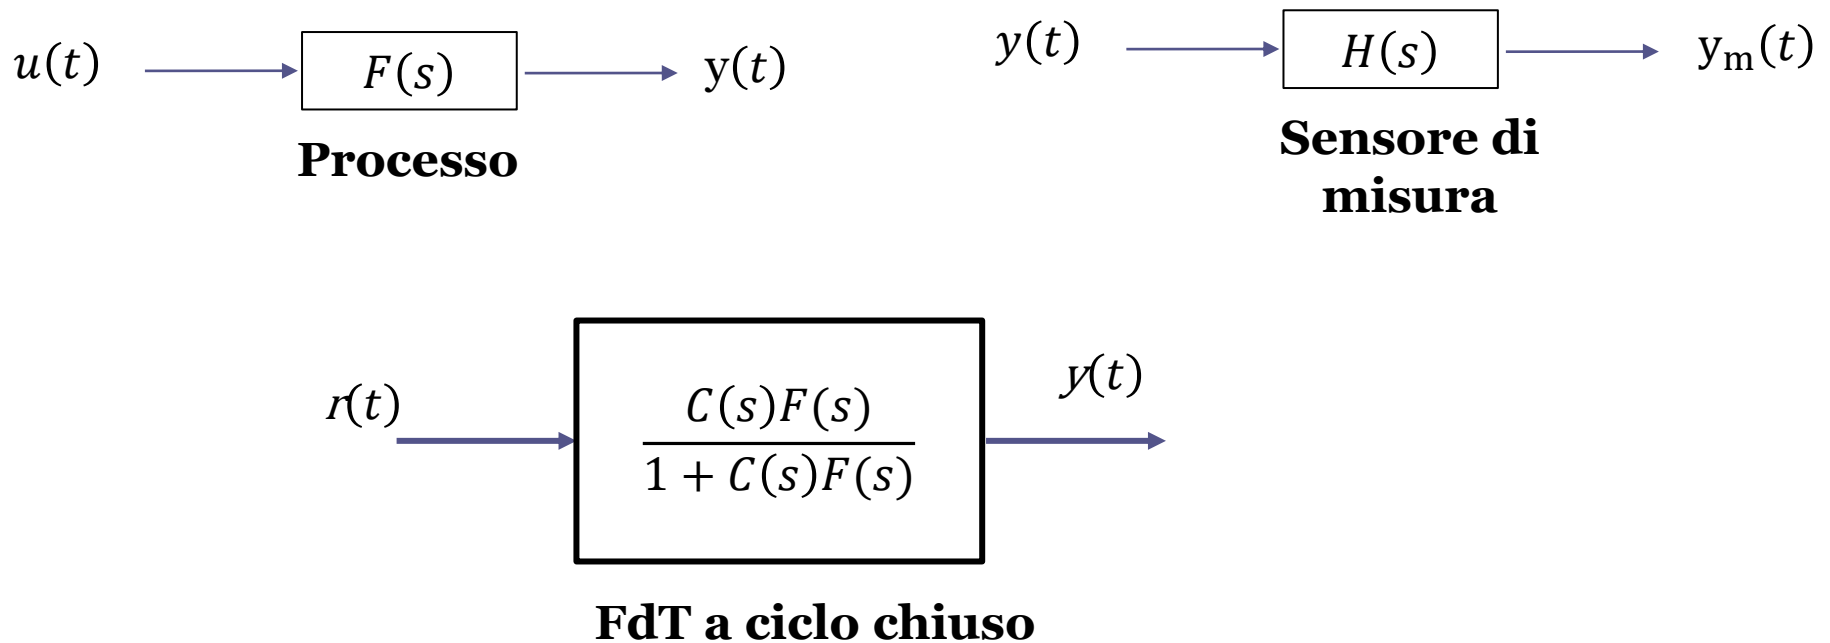 u(t) F(s) y(t)
Processo
y(t) H(s) yₘ(t)
Sensore di
misura
r(t)
C(s)F(s)
1 + C(s)F(s)
y(t)
FdT a ciclo chiuso